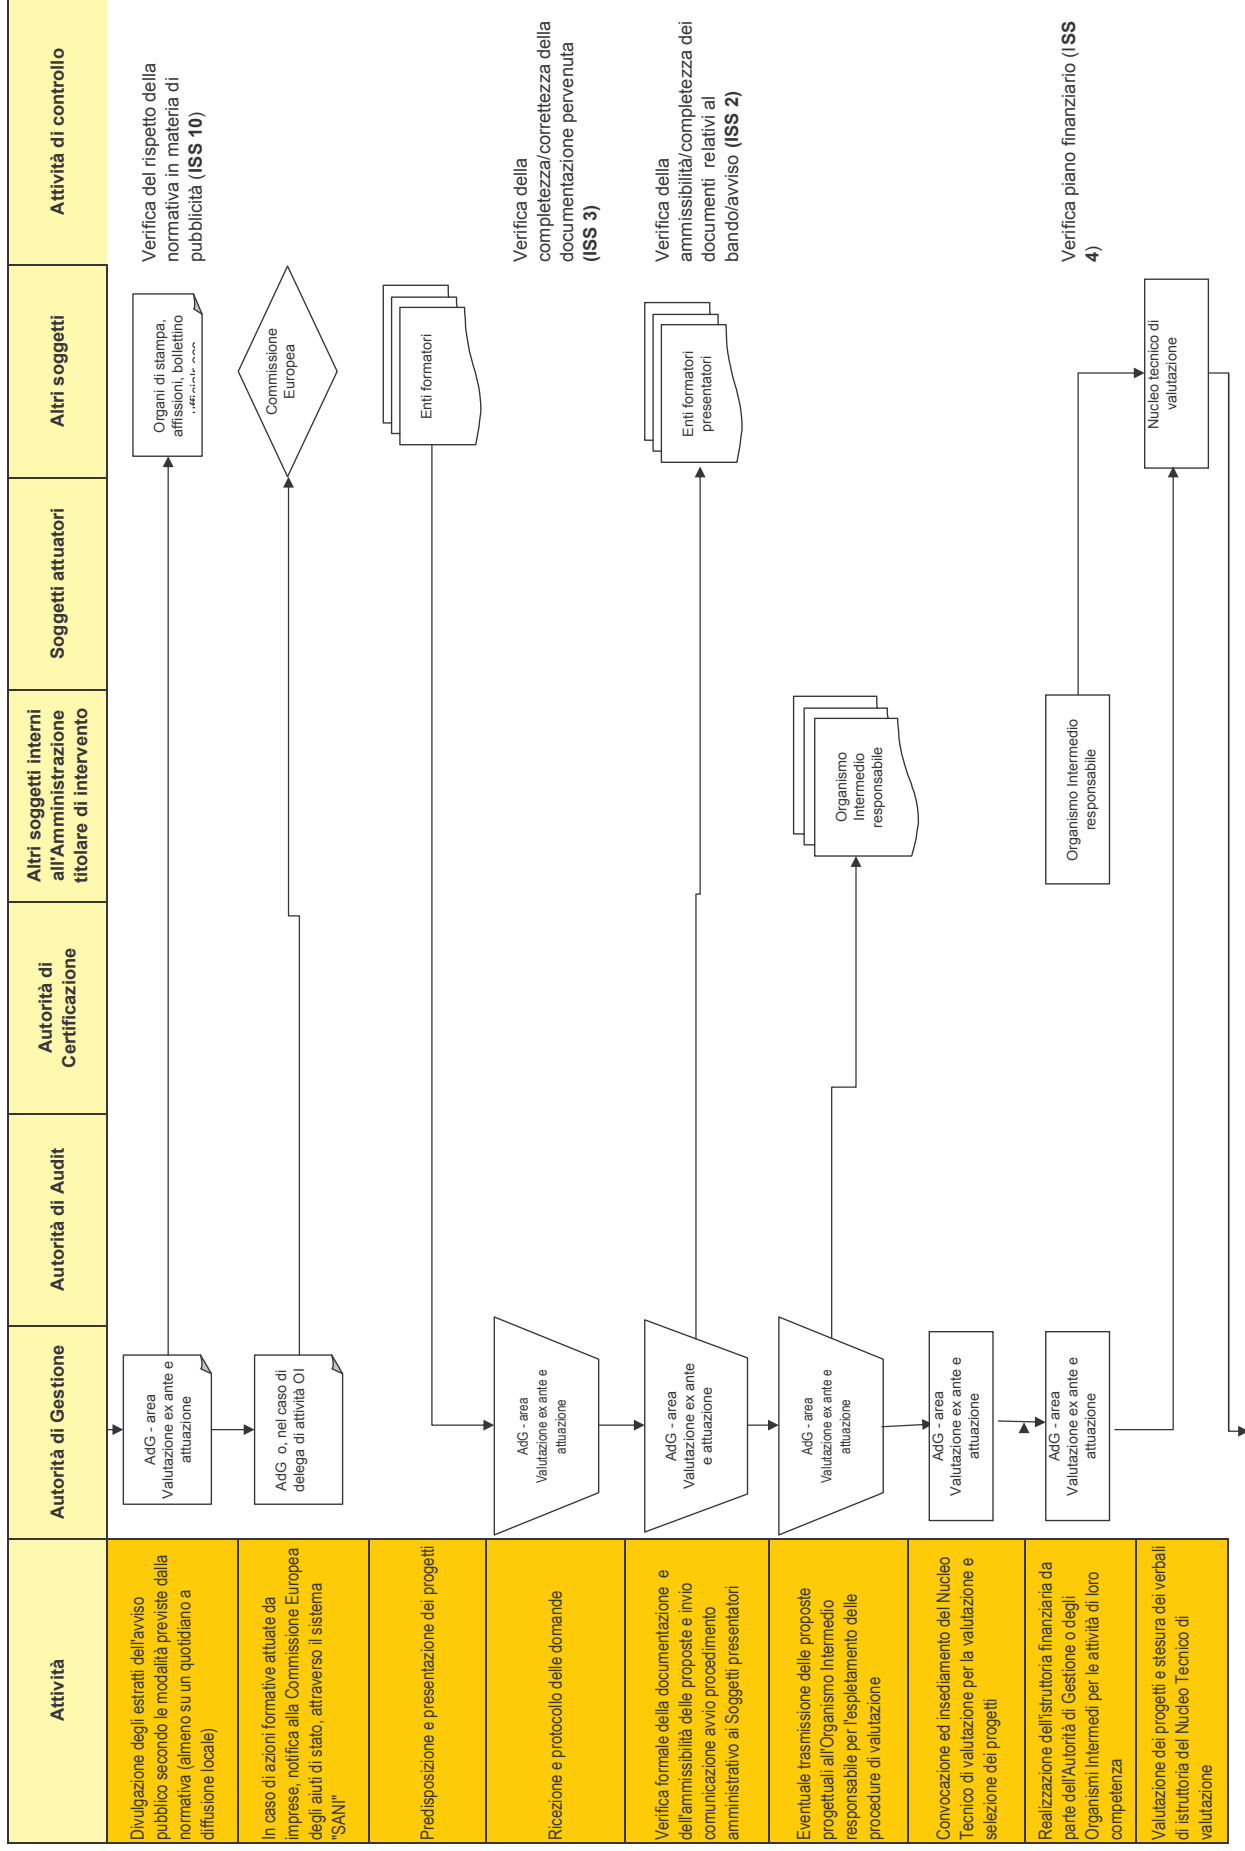 Attività
Autorità di Gestione
Autorità di Audit
Autorità di
Certificazione
Altri soggetti interni
all'Amministrazione
titolare di intervento
Soggetti attuatori
Altri soggetti
Attività di controllo
Divulgazione degli estratti dell'avviso
pubblico secondo le modalità previste dalla
normativa (almeno su un quotidiano a
diffusione locale)
AdG - area
Valutazione ex ante e
attuazione
Organi di stampa,
affissioni, bollettino
Verifica del rispetto della
normativa in materia di
pubblicità (ISS 10)
In caso di azioni formative attuate da
imprese, notifica alla Commissione Europea
degli aiuti di stato, attraverso il sistema
"SANI"
AdG o, nel caso di
delega di attività OI
Commissione
Europea
Predisposizione e presentazione dei progetti
Enti formatori
Ricezione e protocollo delle domande
AdG - area
Valutazione ex ante e
attuazione
Verifica della
completezza/correttezza della
documentazione pervenuta
(ISS 3)
Verifica formale della documentazione e
dell'ammissibilità delle proposte e invio
comunicazione avvio procedimento
amministrativo ai Soggetti presentatori
AdG - area
Valutazione ex ante
e attuazione
Enti formatori
presentatori
Verifica della
ammissibilità/completezza dei
documenti relativi al
bando/avviso (ISS 2)
Eventuale trasmissione delle proposte
progettuali all'Organismo Intermedio
responsabile per l'espletamento delle
procedure di valutazione
AdG - area
Valutazione ex ante e
attuazione
Organismo
Intermedio
responsabile
Convocazione ed insediamento del Nucleo
Tecnico di valutazione per la valutazione e
selezione dei progetti
AdG - area
Valutazione ex ante e
attuazione
Realizzazione dell'istruttoria finanziaria da
parte dell'Autorità di Gestione o degli
Organismi Intermedi per le attività di loro
competenza
AdG - area
Valutazione ex ante e
attuazione
Organismo Intermedio
responsabile
Verifica piano finanziario (ISS
4)
Valutazione dei progetti e stesura dei verbali
di istruttoria del Nucleo Tecnico di
valutazione
Nucleo tecnico di
valutazione